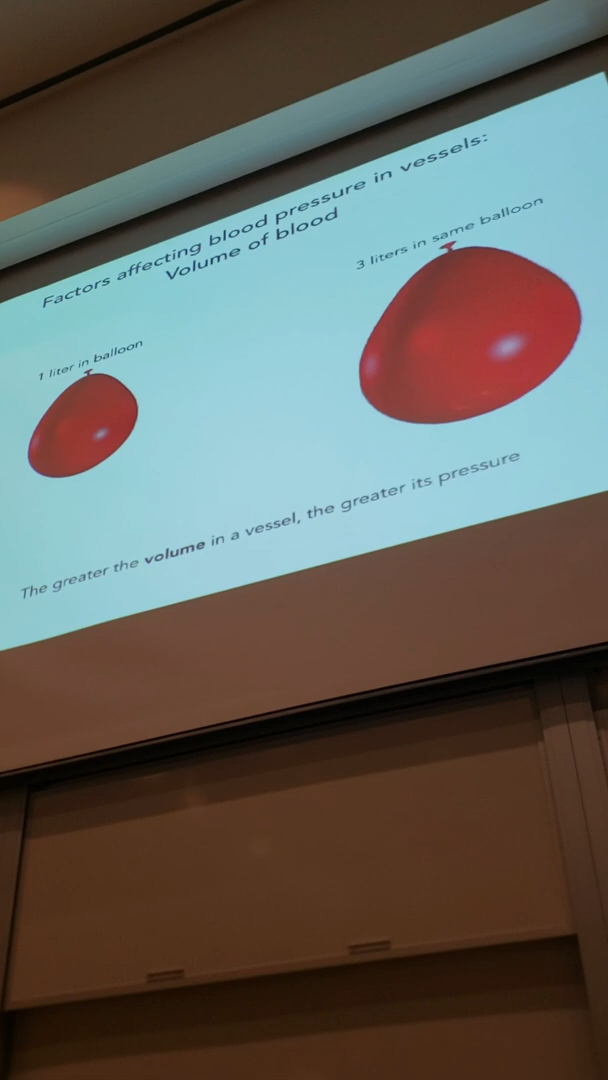 Factors affecting blood pressure in vessels:
Volume of blood
1 liter in balloon
3 liters in same balloon
The greater the volume in a vessel, the greater its pressure